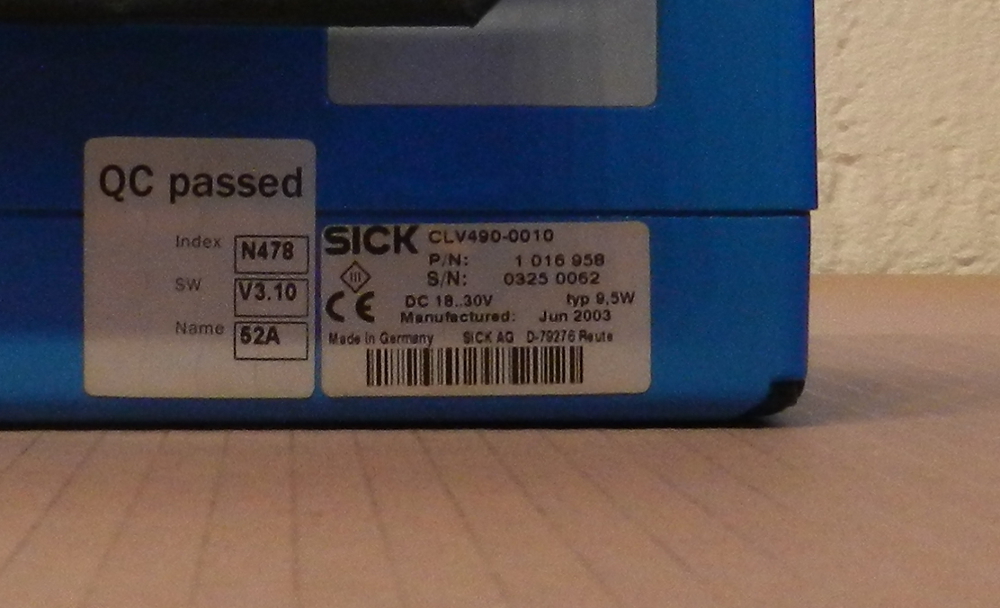 QC passed
Index N478
SW V3.10
Name 52A
SICK CLV490-0010
P/N: 1 016 958
S/N: 0325 0062
III
CE
DC 18..30V typ 9,5W
Manufactured: Jun 2003
Made in Germany SICK AG D-79276 Reute